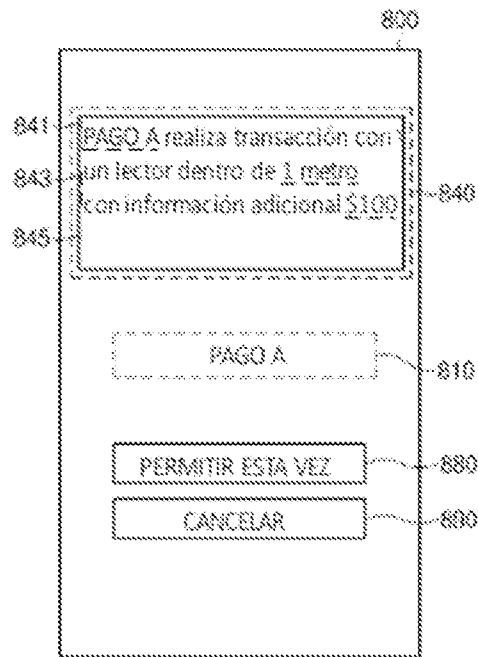 800
841
PAGO A realiza transacción con
843
un lector dentro de 1 metro
840
con información adicional $100
845
PAGO A
810
PERMITIR ESTA VEZ
880
CANCELAR
890